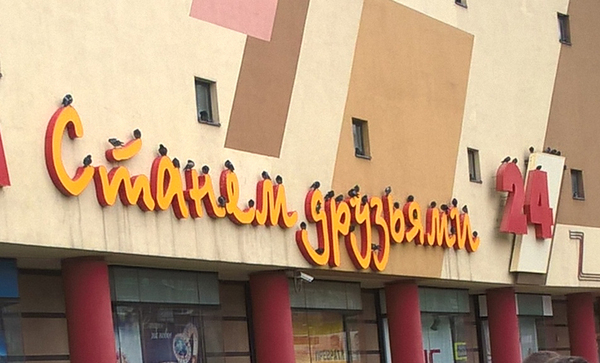 Станем друзьями 24